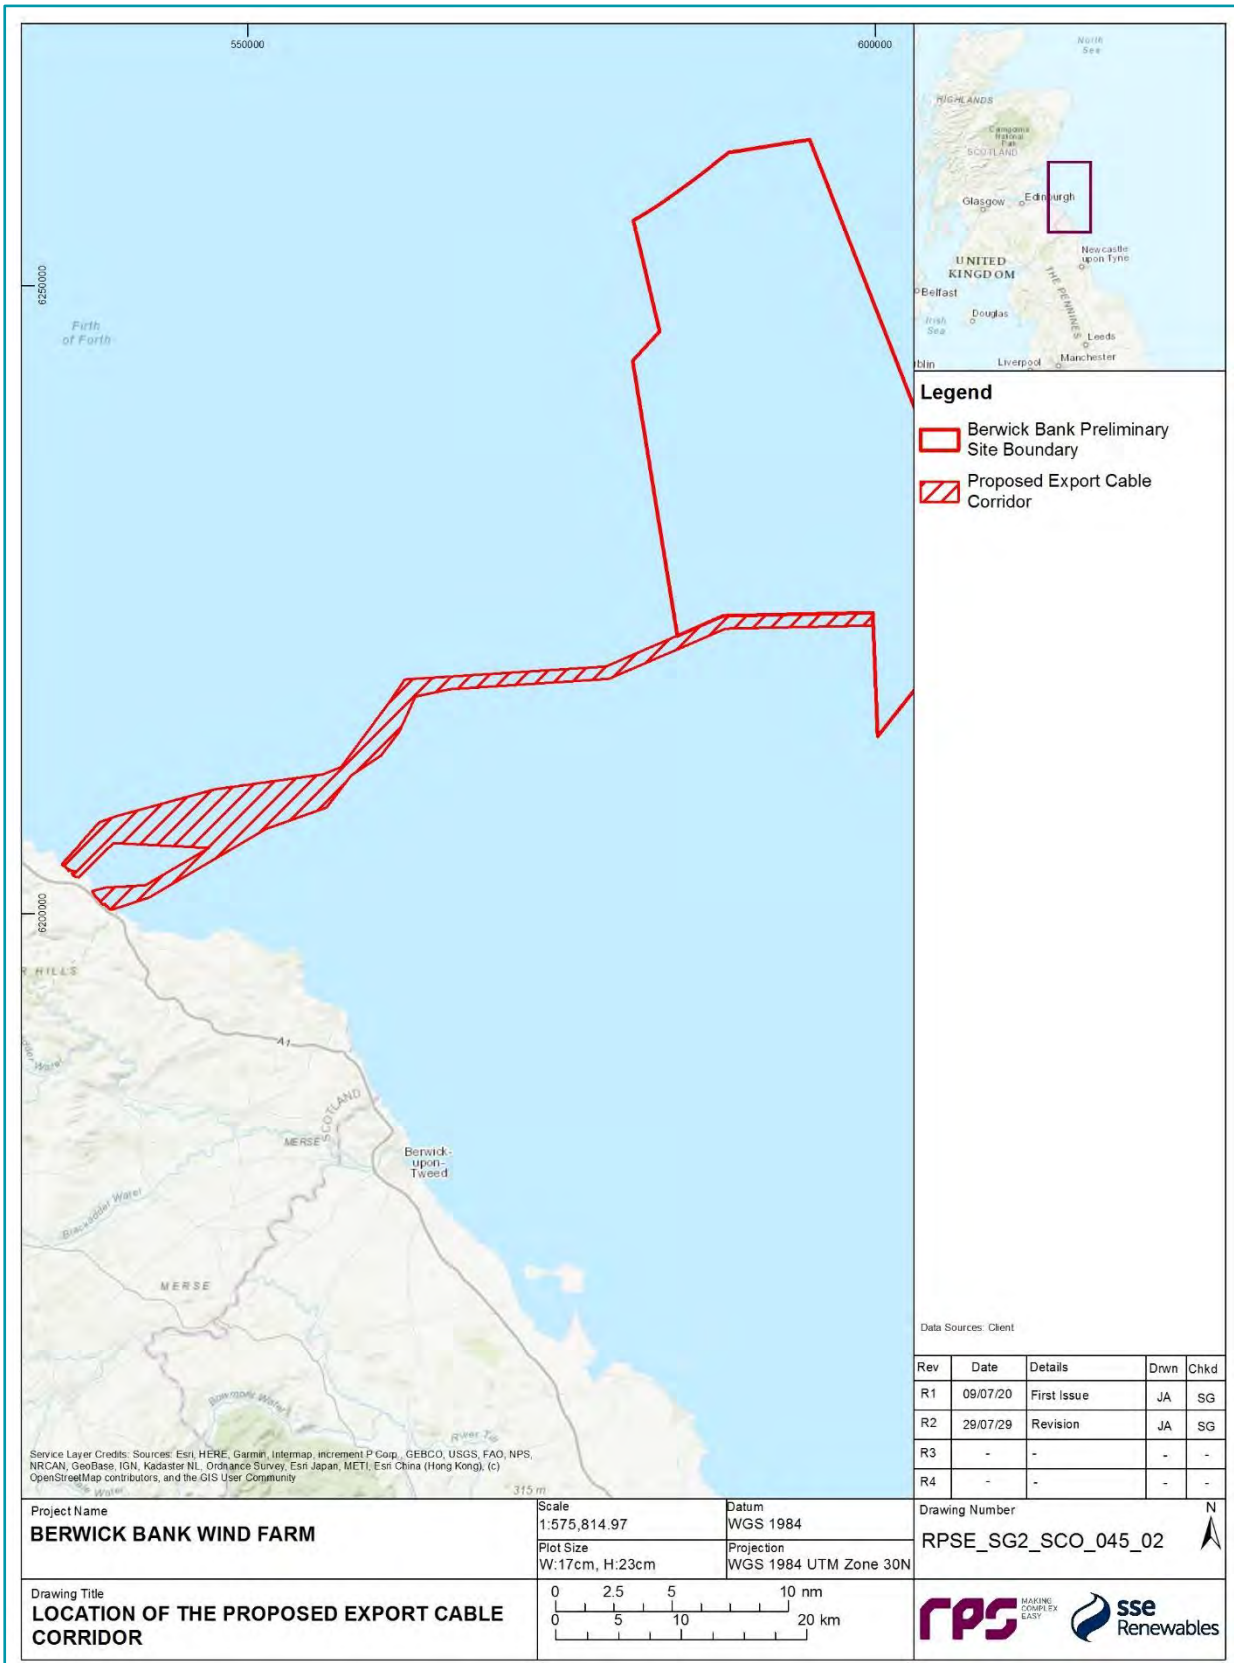 550000
600000
6250000
6200000
Firth
of Forth
HILLS
A1
SCOTLAND
MERSE
Berwick-
upon-
Tweed
Blackadder Water
MERSE
Bowmont Water
River Till
315 m
Service Layer Credits: Sources: Esri, HERE, Garmin, Intermap, increment P Corp., GEBCO, USGS, FAO, NPS,
NRCAN, GeoBase, IGN, Kadaster NL, Ordnance Survey, Esri Japan, METI, Esri China (Hong Kong), (c)
OpenStreetMap contributors, and the GIS User Community
North
Sea
HIGHLANDS
Cairngorms
National
Park
SCOTLAND
Glasgow
Edinburgh
Newcastle
upon Tyne
UNITED
KINGDOM
THE PENNINES
Belfast
Irish
Sea
Douglas
Leeds
Manchester
Liverpool
blin
Legend
Berwick Bank Preliminary
Site Boundary
Proposed Export Cable
Corridor
Data Sources: Client
Rev Date Details Drwn Chkd
R1 09/07/20 First Issue JA SG
R2 29/07/29 Revision JA SG
R3 - - - -
R4 - - - -
Project Name
BERWICK BANK WIND FARM
Scale
1:575,814.97
Datum
WGS 1984
Plot Size
W:17cm, H:23cm
Projection
WGS 1984 UTM Zone 30N
Drawing Number
RPSE_SG2_SCO_045_02
N
Drawing Title
LOCATION OF THE PROPOSED EXPORT CABLE
CORRIDOR
0 2.5 5 10 nm
0 5 10 20 km
rps
MAKING
COMPLEX
EASY
sse
Renewables